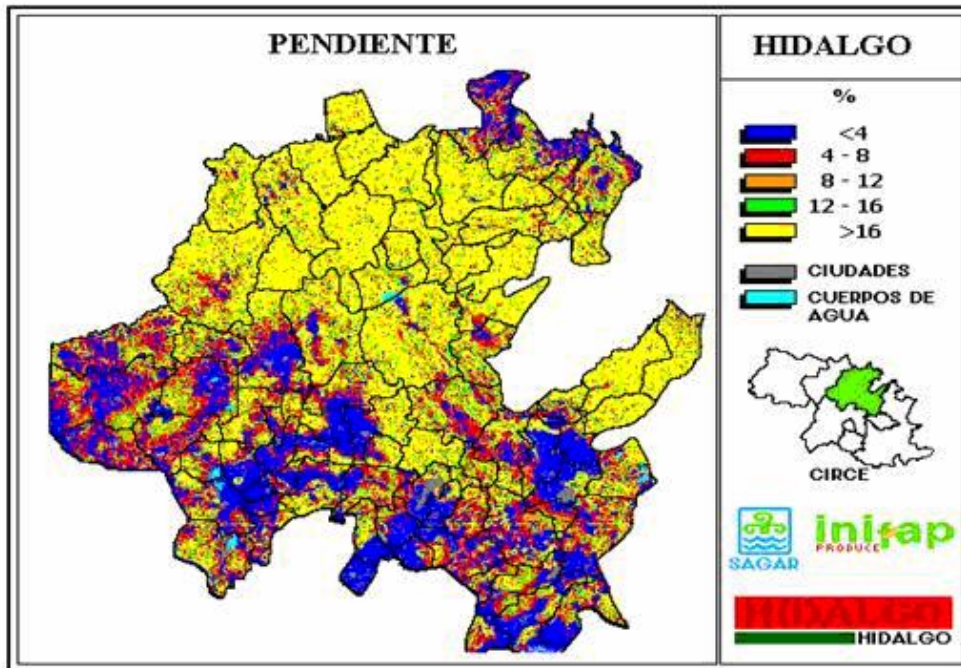 PENDIENTE
HIDALGO
%
<4
4 - 8
8 - 12
12 - 16
>16
CIUDADES
CUERPOS DE
AGUA
CIRCE
SAGAR
inifap
PRODUCE
HIDALGO
HIDALGO